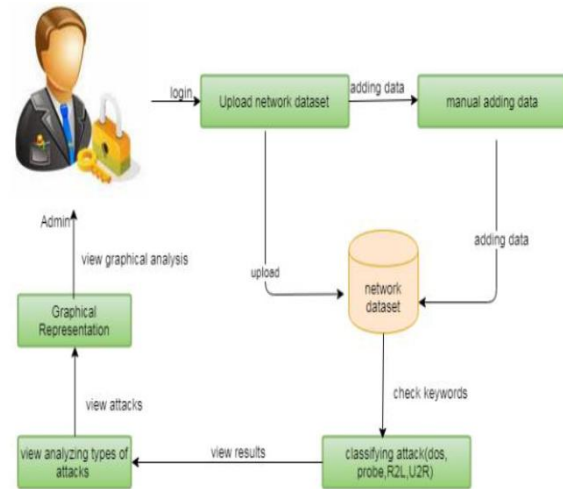 login
Upload network dataset
adding data
manual adding data
Admin
view graphical analysis
upload
adding data
network
dataset
Graphical
Representation
check keywords
view attacks
view analyzing types of
attacks
view results
classifying attack(dos,
probe,R2L,U2R)